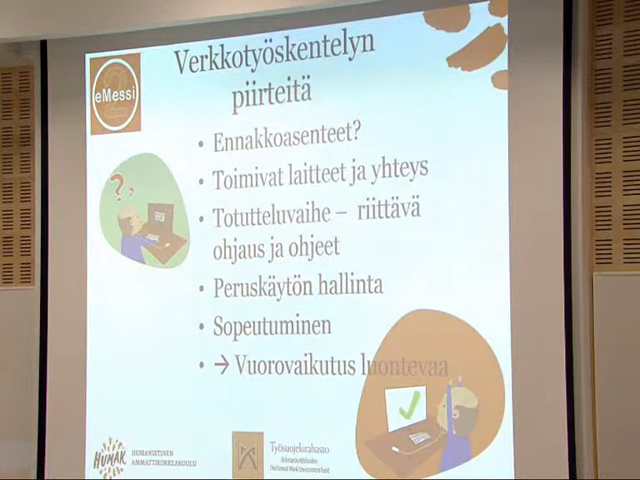 eMessi
Verkkotyöskentelyn
piirteitä
• Ennakkoasenteet?
• Toimivat laitteet ja yhteys
• Totutteluvaihe – riittävä
ohjaus ja ohjeet
• Peruskäytön hallinta
• Sopeutuminen
• → Vuorovaikutus luontevaa
HUMAK
HUMANISTINEN
AMMATTIKORKEAKOULU
Työsuojelurahasto
Arbetarskyddsfonden
The Finnish Work Environment Fund